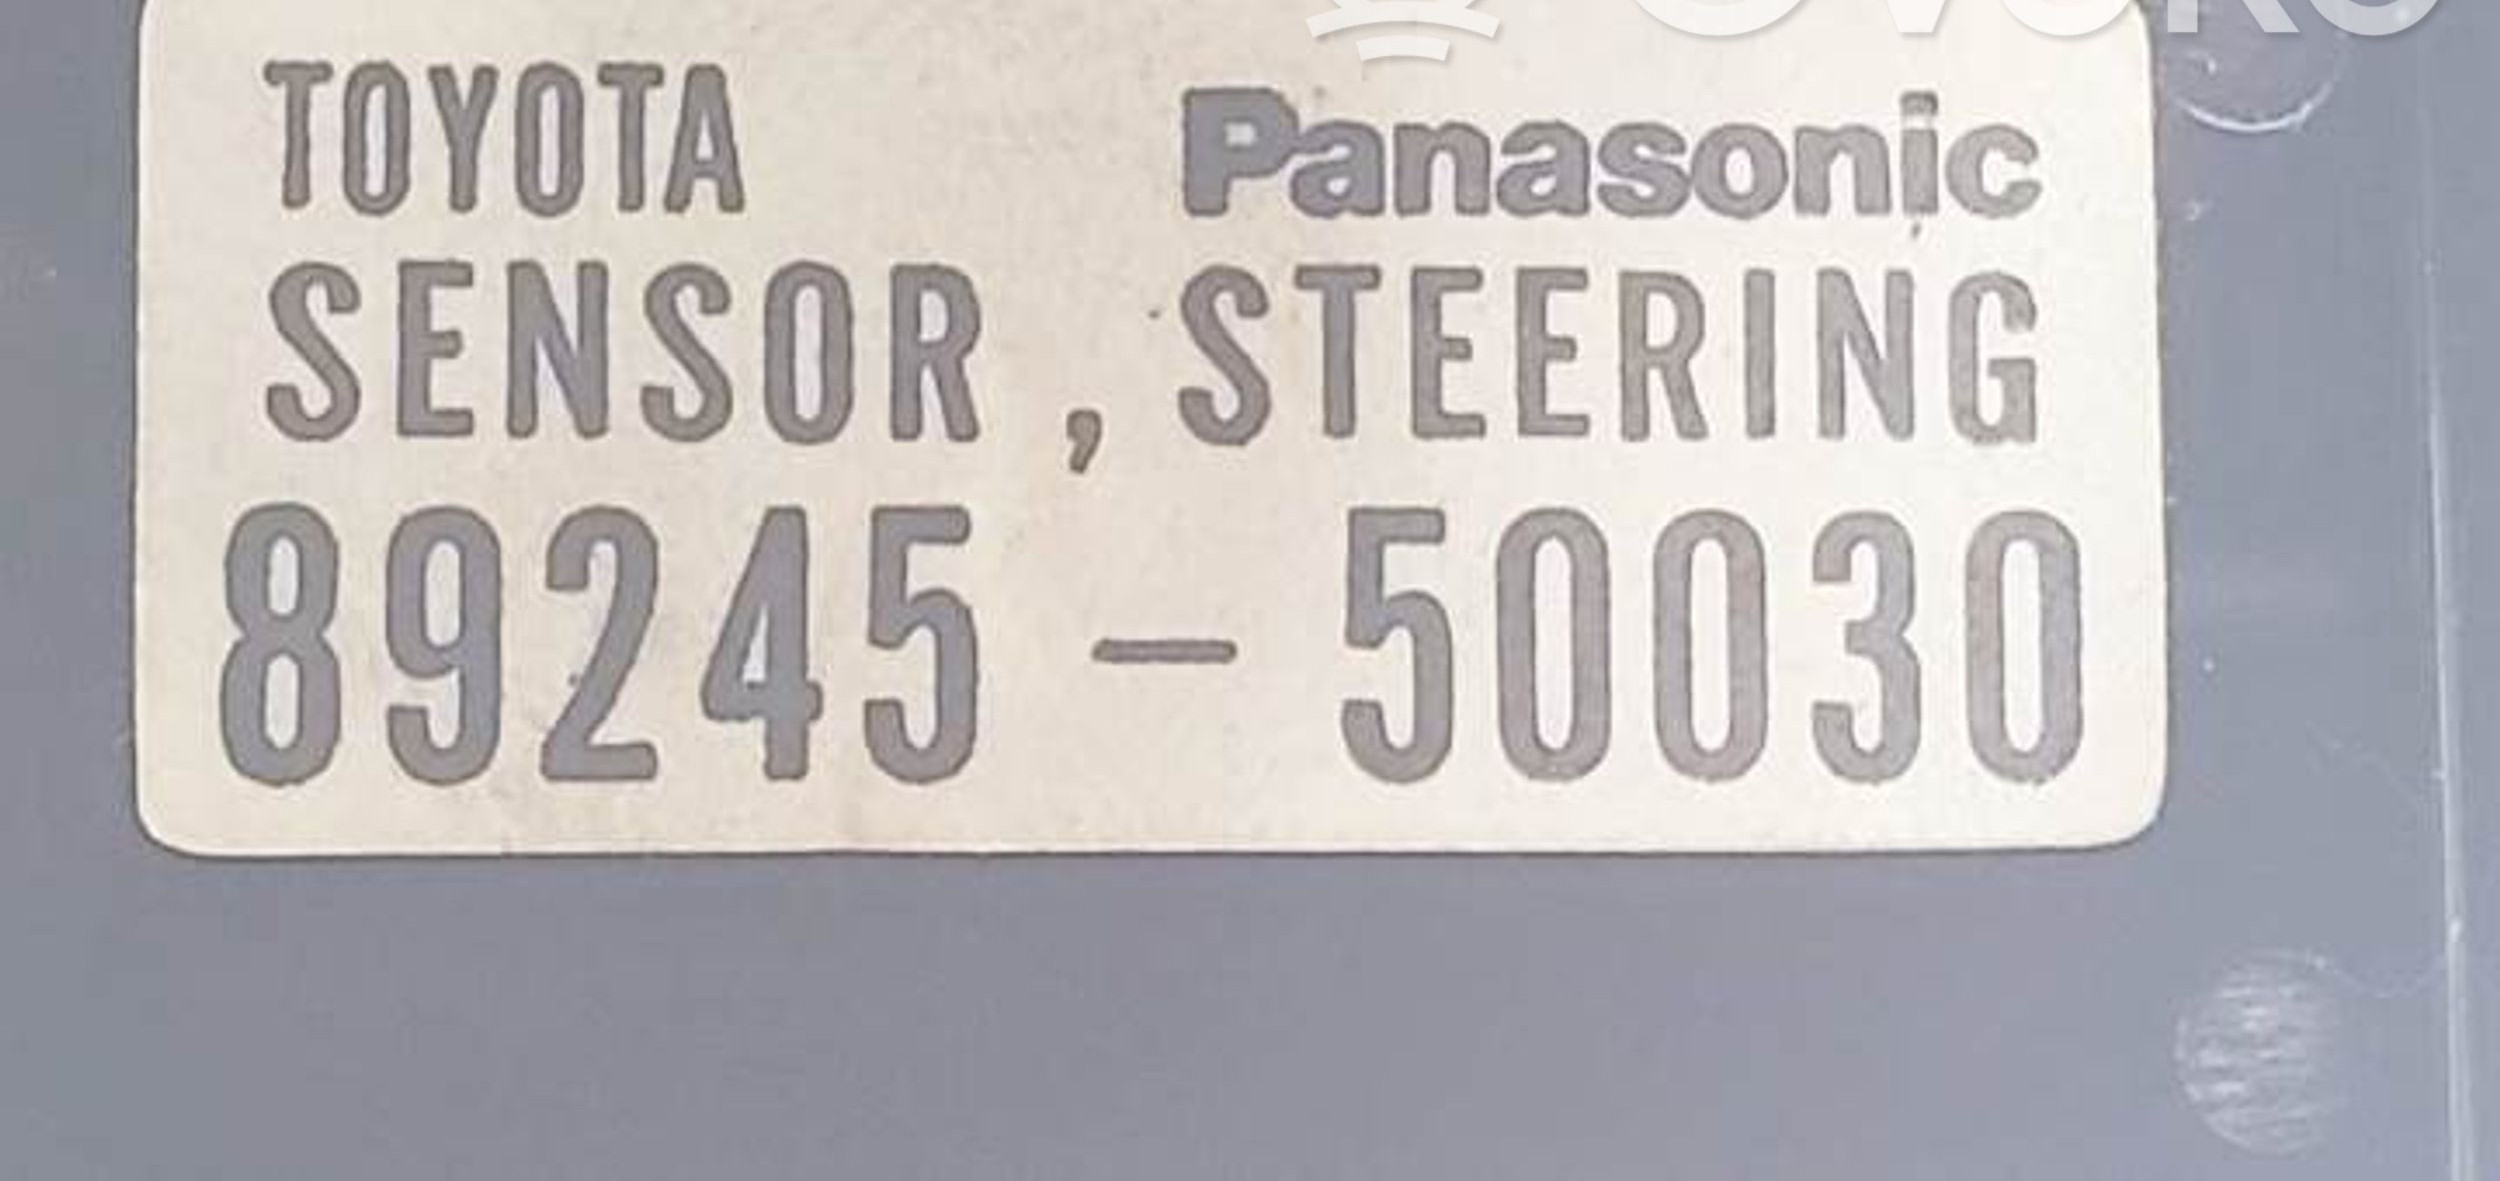 TOYOTA Panasonic
SENSOR , STEERING
89245 – 50030